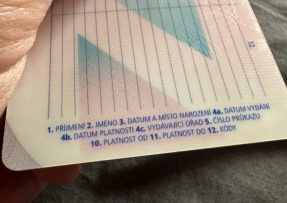 12
1. PŘÍJMENÍ 2. JMÉNO 3. DATUM A MÍSTO NAROZENÍ 4a. DATUM VYDÁNÍ
4b. DATUM PLATNOSTI 4c. VYDÁVAJÍCÍ ÚŘAD 5. ČÍSLO PRŮKAZU
10. PLATNOST OD 11. PLATNOST DO 12. KÓDY